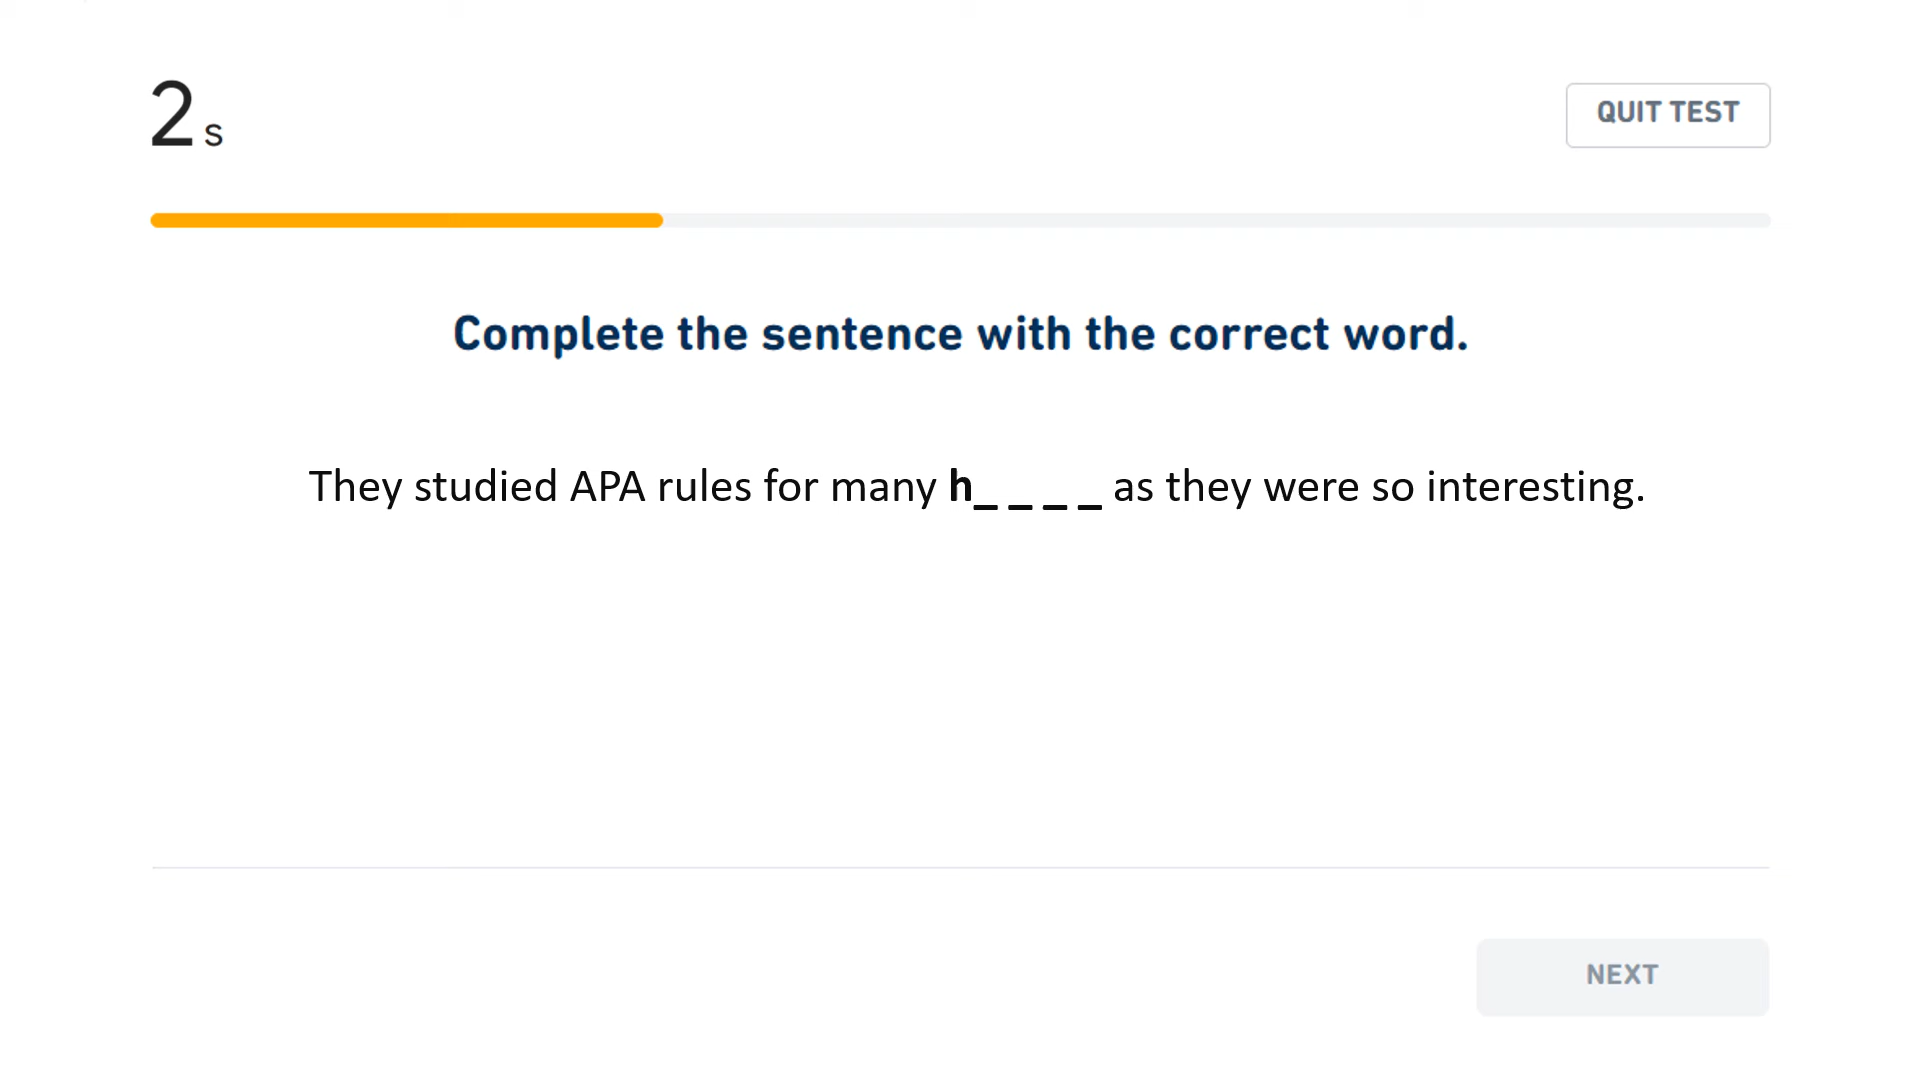 2 s
QUIT TEST
Complete the sentence with the correct word.
They studied APA rules for many h_ _ _ _ as they were so interesting.
NEXT